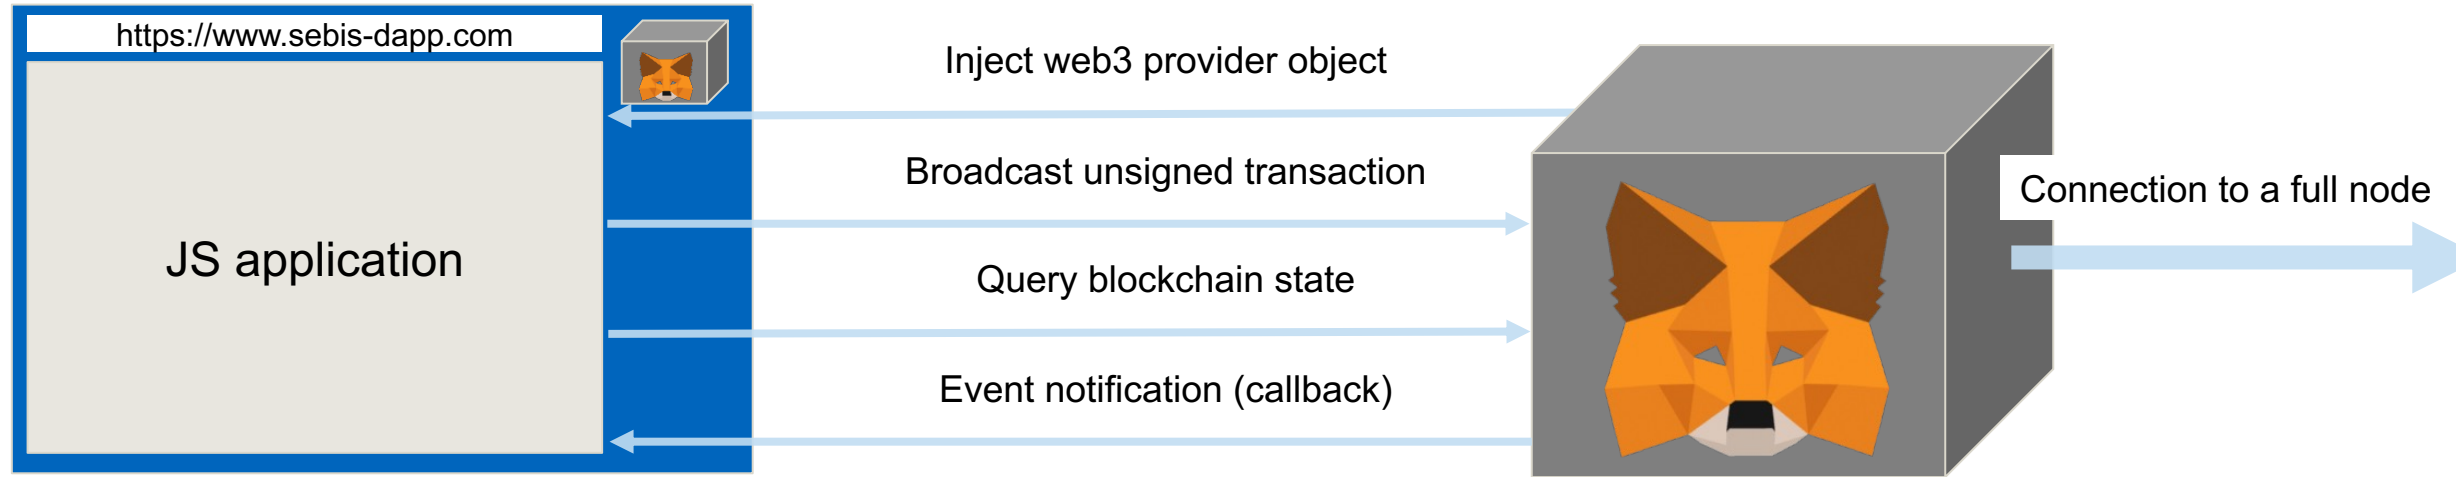 https://www.sebis-dapp.com
JS application
Inject web3 provider object
Broadcast unsigned transaction
Query blockchain state
Event notification (callback)
Connection to a full node